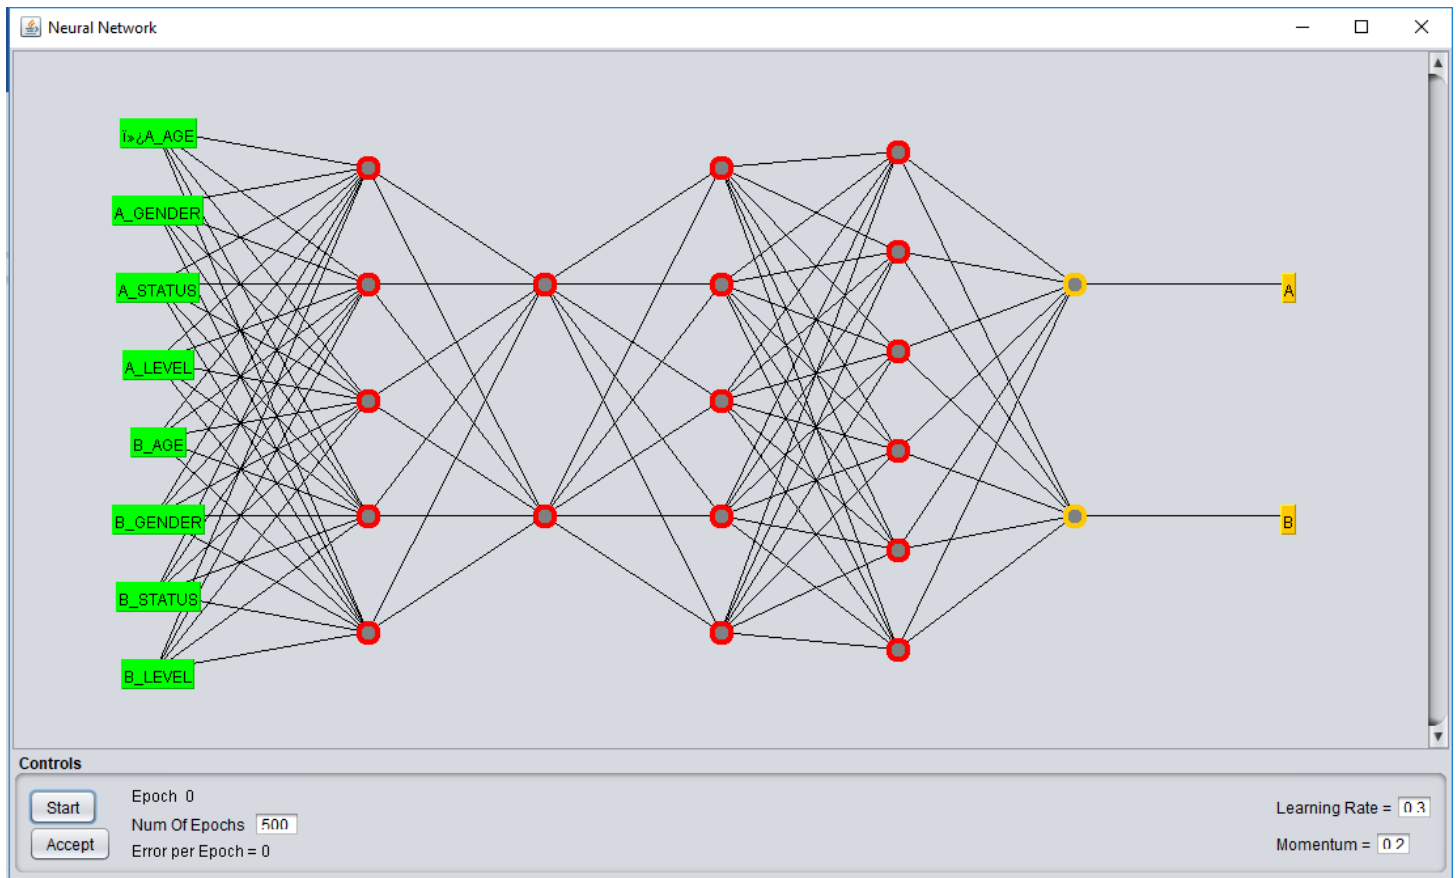 Neural Network
ï»¿A_AGE
A_GENDER
A_STATUS
A_LEVEL
B_AGE
B_GENDER
B_STATUS
B_LEVEL
A
B
Controls
Start
Accept
Epoch 0
Num Of Epochs 500
Error per Epoch = 0
Learning Rate = 0.3
Momentum = 0.2